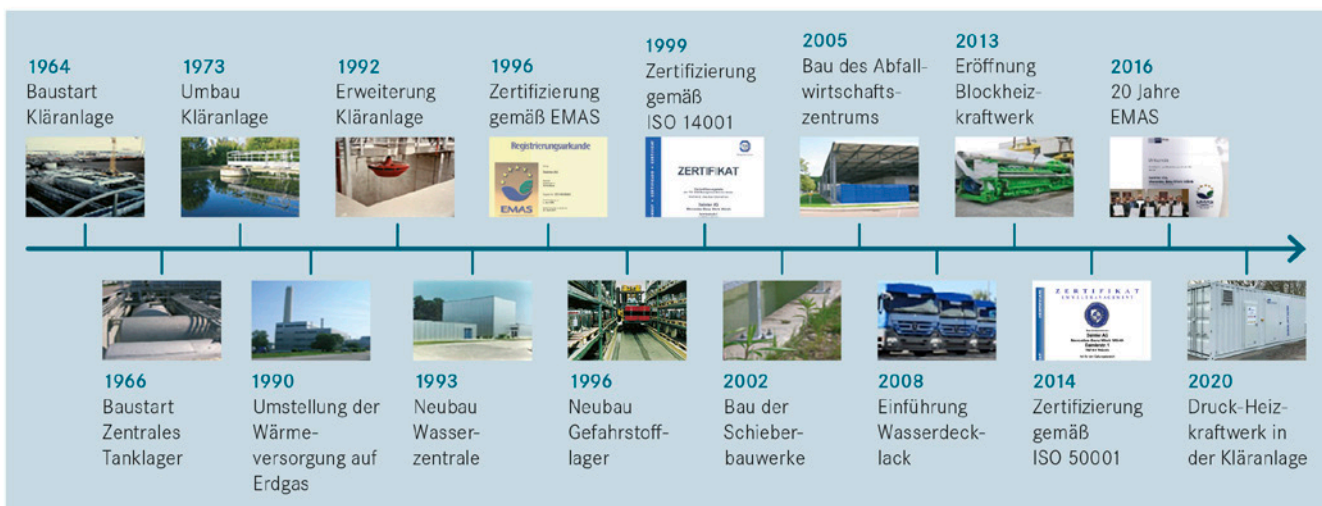 1964
Baustart
Kläranlage
1973
Umbau
Kläranlage
1992
Erweiterung
Kläranlage
1996
Zertifizierung
gemäß EMAS
Registrierungsurkunde
EMAS
1999
Zertifizierung
gemäß
ISO 14001
ZERTIFIKAT
2005
Bau des Abfall-
wirtschafts-
zentrums
2013
Eröffnung
Blockheiz-
kraftwerk
2016
20 Jahre
EMAS
1966
Baustart
Zentrales
Tanklager
1990
Umstellung der
Wärme-
versorgung auf
Erdgas
1993
Neubau
Wasser-
zentrale
1996
Neubau
Gefahrstoff-
lager
2002
Bau der
Schieber-
bauwerke
2008
Einführung
Wasserdeck-
lack
ZERTIFIKAT
2014
Zertifizierung
gemäß
ISO 50001
2020
Druck-Heiz-
kraftwerk in
der Kläranlage